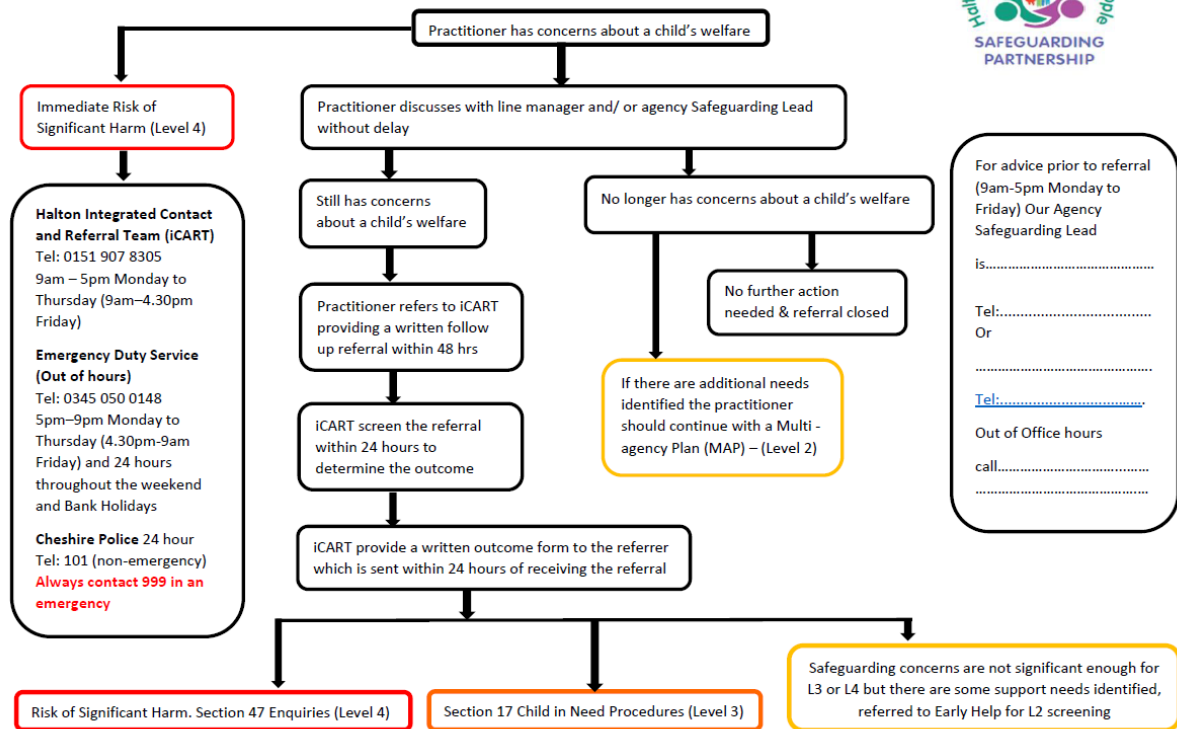 Halt
ople
SAFEGUARDING
PARTNERSHIP
Practitioner has concerns about a child's welfare
Immediate Risk of
Significant Harm (Level 4)
Practitioner discusses with line manager and/ or agency Safeguarding Lead
without delay
Halton Integrated Contact
and Referral Team (iCART)
Tel: 0151 907 8305
9am – 5pm Monday to
Thursday (9am–4.30pm
Friday)
Emergency Duty Service
(Out of hours)
Tel: 0345 050 0148
5pm–9pm Monday to
Thursday (4.30pm-9am
Friday) and 24 hours
throughout the weekend
and Bank Holidays
Cheshire Police 24 hour
Tel: 101 (non-emergency)
Always contact 999 in an
emergency
Still has concerns
about a child's welfare
No longer has concerns about a child's welfare
Practitioner refers to iCART
providing a written follow
up referral within 48 hrs
No further action
needed & referral closed
If there are additional needs
identified the practitioner
should continue with a Multi -
agency Plan (MAP) – (Level 2)
iCART screen the referral
within 24 hours to
determine the outcome
iCART provide a written outcome form to the referrer
which is sent within 24 hours of receiving the referral
For advice prior to referral
(9am-5pm Monday to
Friday) Our Agency
Safeguarding Lead
is……………………………………
Tel:..................................
Or
………………………………………….
Tel:…………………………….
Out of Office hours
call……………………………
…………………………………………
Risk of Significant Harm. Section 47 Enquiries (Level 4)
Section 17 Child in Need Procedures (Level 3)
Safeguarding concerns are not significant enough for
L3 or L4 but there are some support needs identified,
referred to Early Help for L2 screening